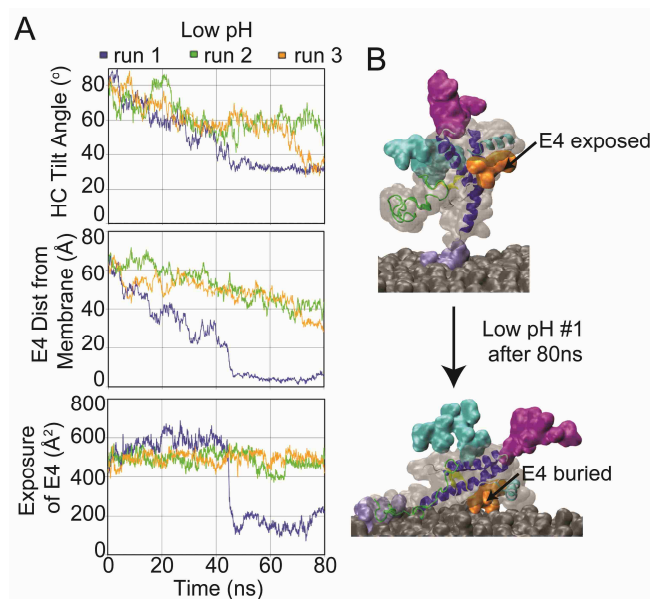 A
Low pH
run 1 run 2 run 3
HC Tilt Angle (°)
80
60
40
20
0
E4 Dist from
Membrane (Å)
80
60
40
20
0
Exposure
of E4 (Å²)
800
600
400
200
0
0 20 40 60 80
Time (ns)
B
E4 exposed
Low pH #1
after 80ns
E4 buried